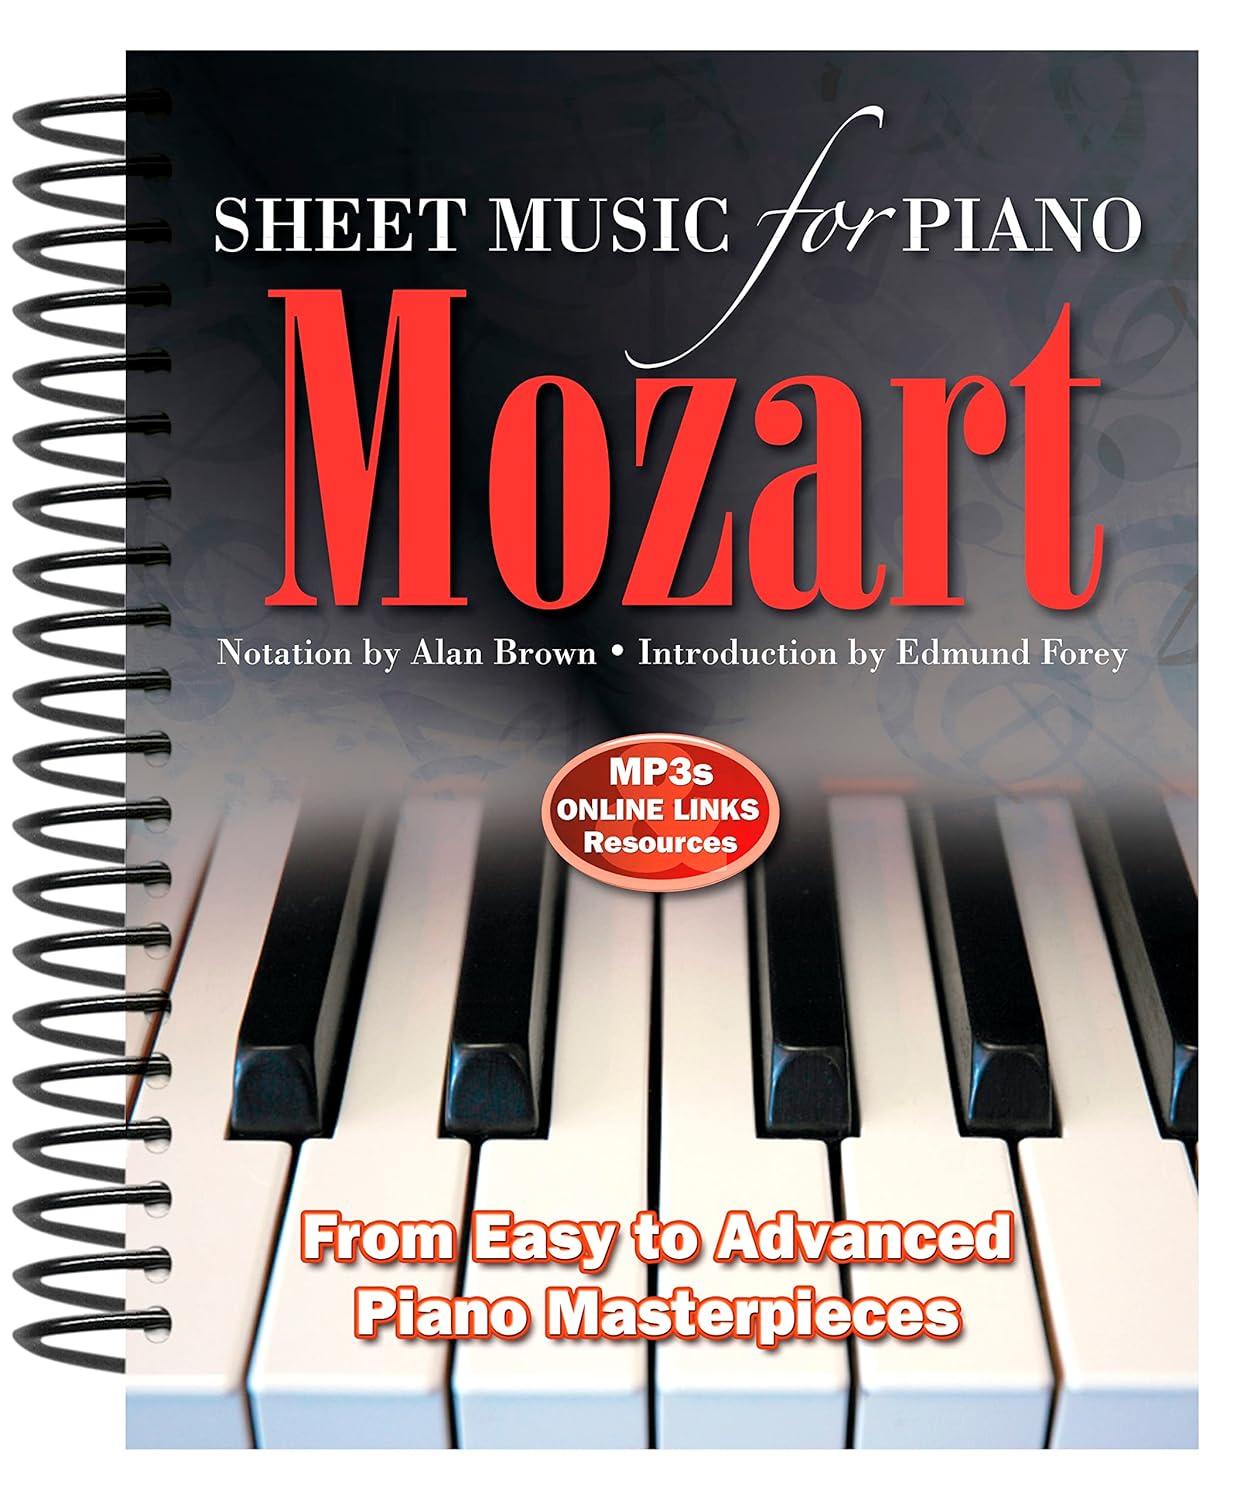 SHEET MUSIC for PIANO
Mozart
Notation by Alan Brown • Introduction by Edmund Forey
MP3s
ONLINE LINKS
Resources
From Easy to Advanced
Piano Masterpieces